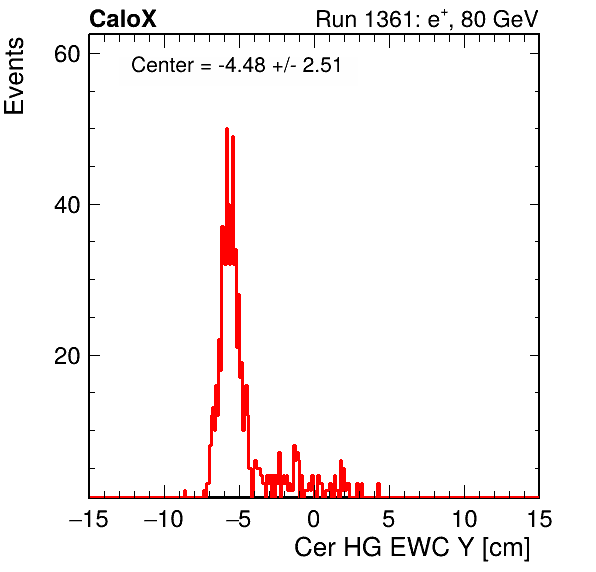 CaloX Run 1361: e⁺, 80 GeV
Center = -4.48 +/- 2.51
Events
60
40
20
−15 −10 −5 0 5 10 15
Cer HG EWC Y [cm]